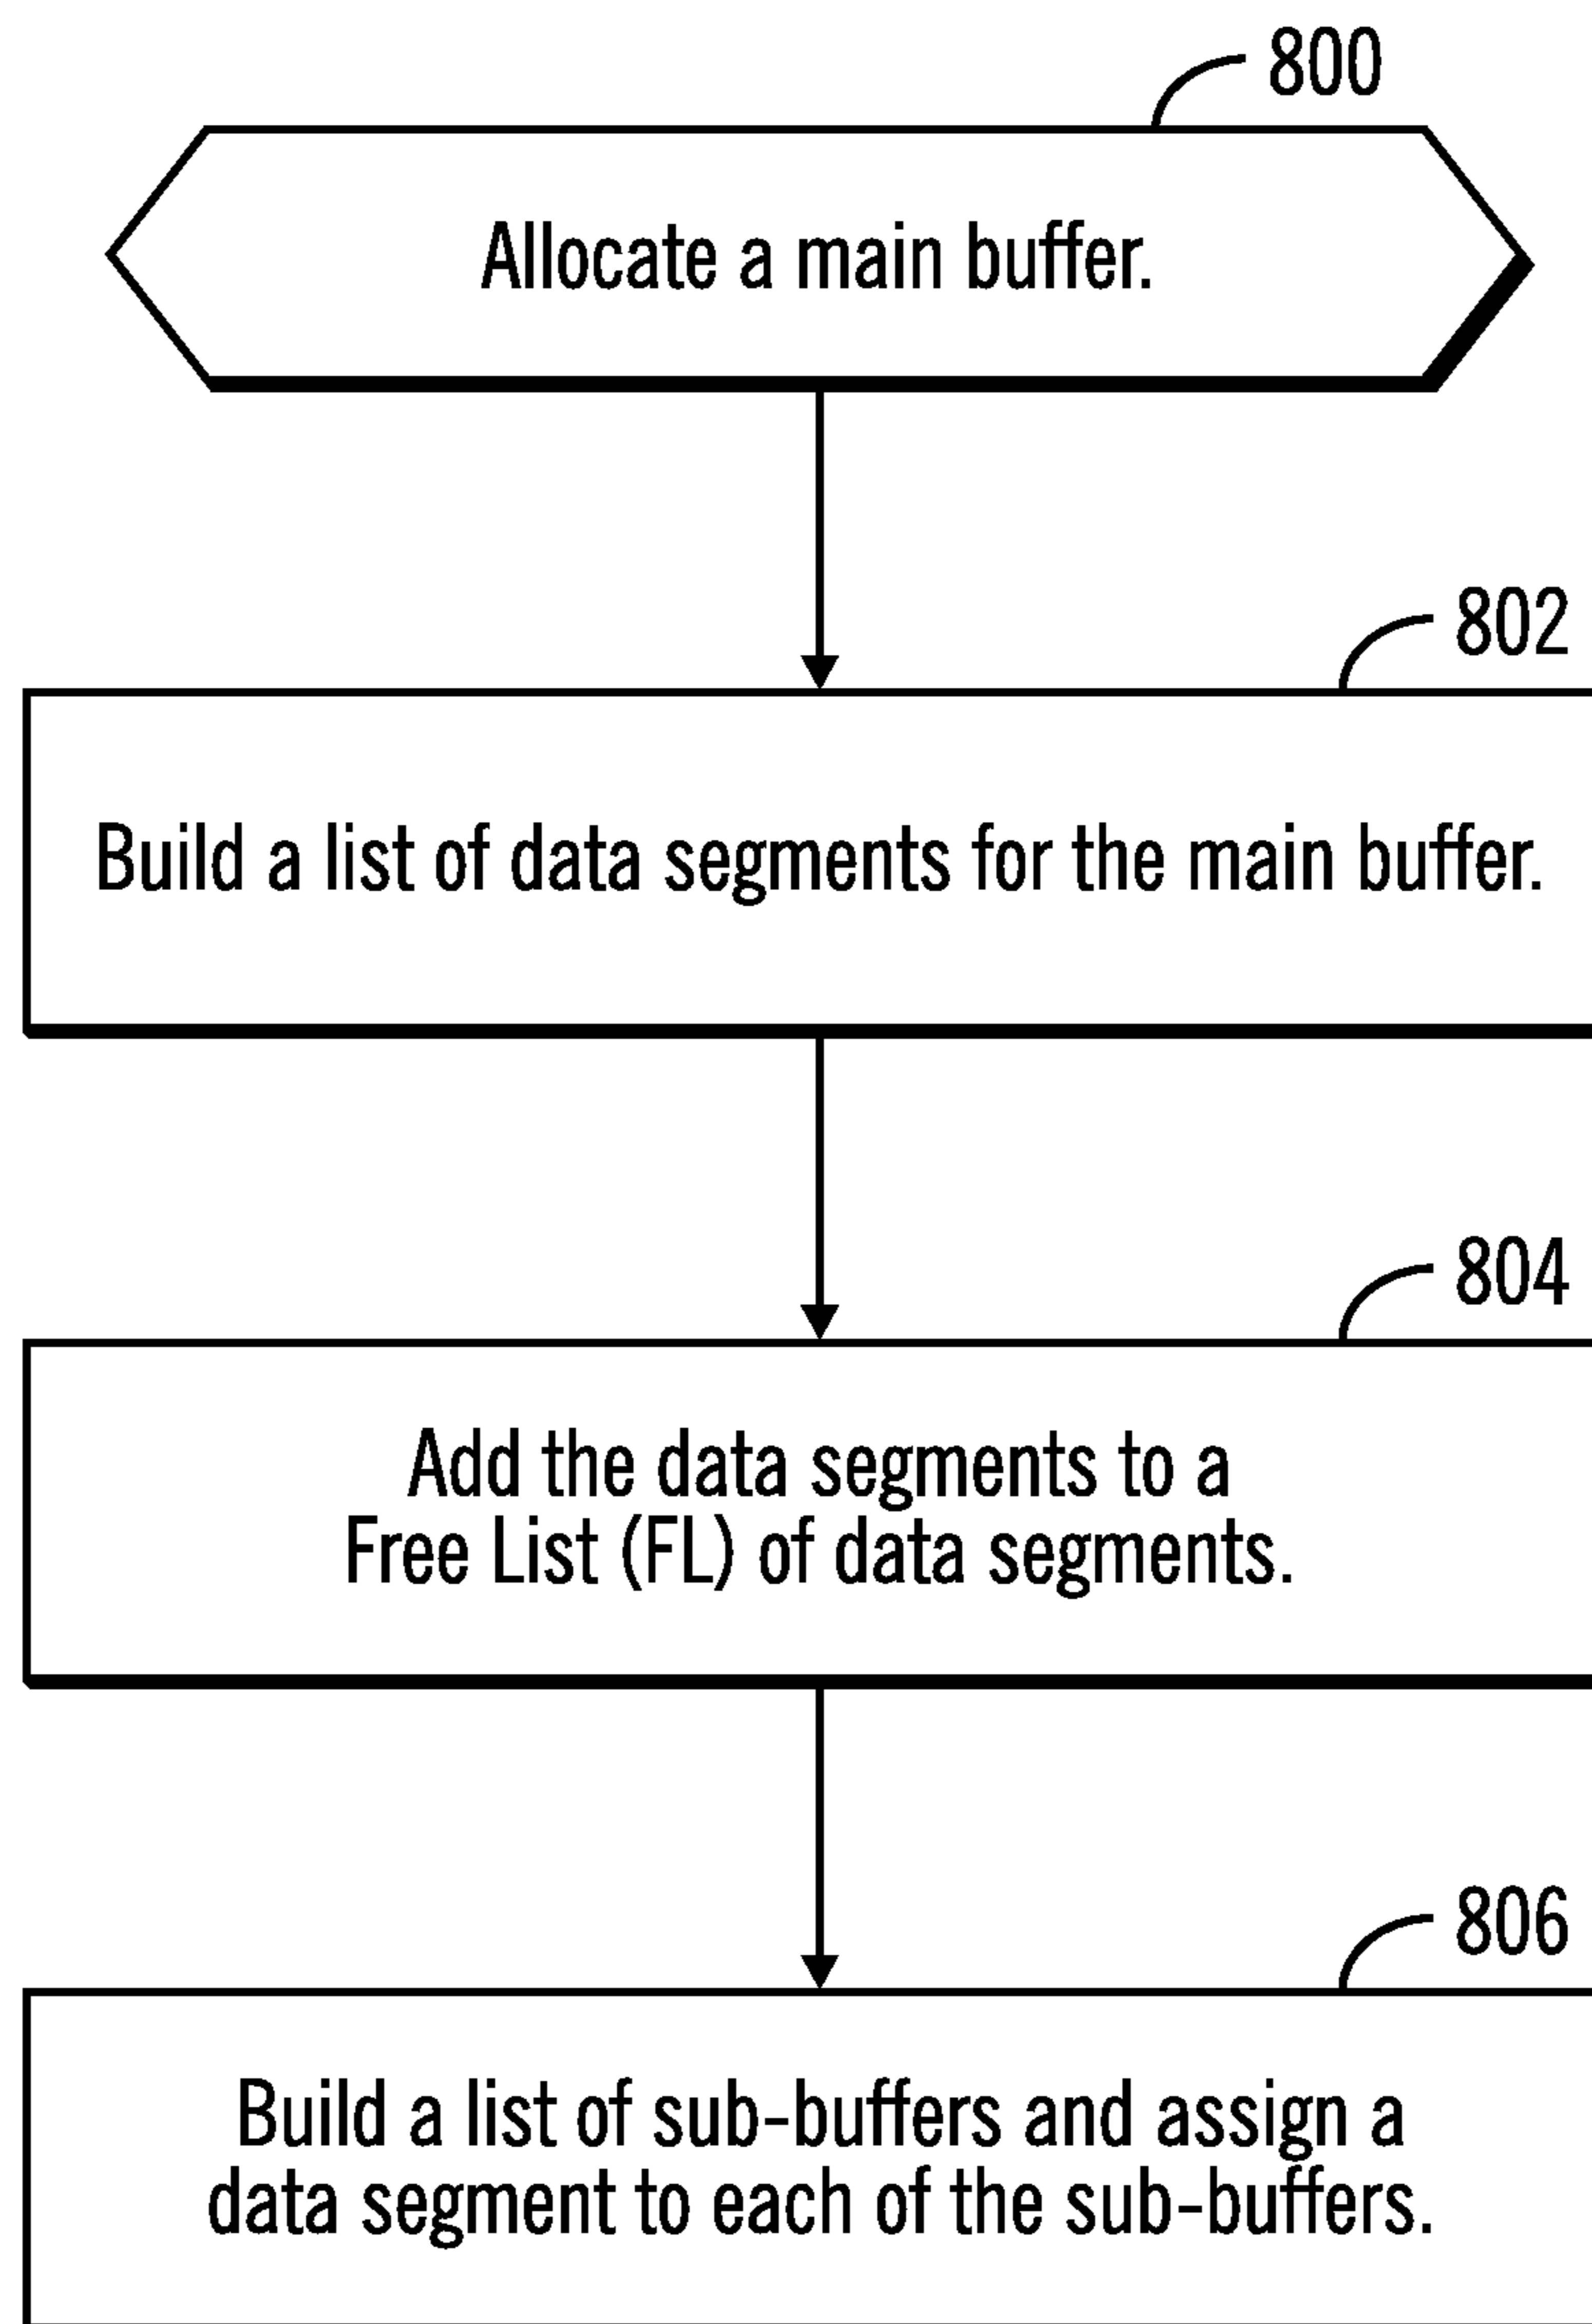 800
Allocate a main buffer.
802
Build a list of data segments for the main buffer.
804
Add the data segments to a
Free List (FL) of data segments.
806
Build a list of sub-buffers and assign a
data segment to each of the sub-buffers.